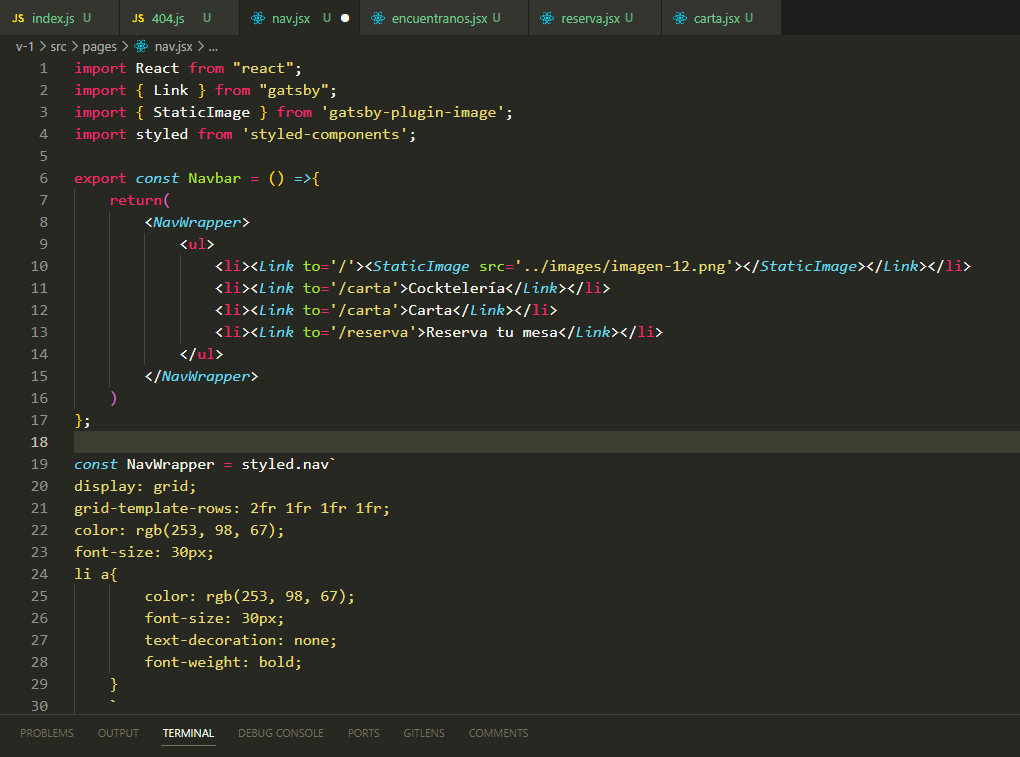 JS index.js U JS 404.js U nav.jsx U encuentranos.jsx U reserva.jsx U carta.jsx U
v-1 > src > pages > nav.jsx > ...
1 import React from "react";
2 import { Link } from "gatsby";
3 import { StaticImage } from 'gatsby-plugin-image';
4 import styled from 'styled-components';
5
6 export const Navbar = () =>{
7 return(
8 <NavWrapper>
9 <ul>
10 <li><Link to='/'><StaticImage src='../images/imagen-12.png'></StaticImage></Link></li>
11 <li><Link to='/carta'>Cocktelería</Link></li>
12 <li><Link to='/carta'>Carta</Link></li>
13 <li><Link to='/reserva'>Reserva tu mesa</Link></li>
14 </ul>
15 </NavWrapper>
16 )
17 };
18
19 const NavWrapper = styled.nav`
20 display: grid;
21 grid-template-rows: 2fr 1fr 1fr 1fr;
22 color: rgb(253, 98, 67);
23 font-size: 30px;
24 li a{
25 color: rgb(253, 98, 67);
26 font-size: 30px;
27 text-decoration: none;
28 font-weight: bold;
29 }
30 `
PROBLEMS OUTPUT TERMINAL DEBUG CONSOLE PORTS GITLENS COMMENTS